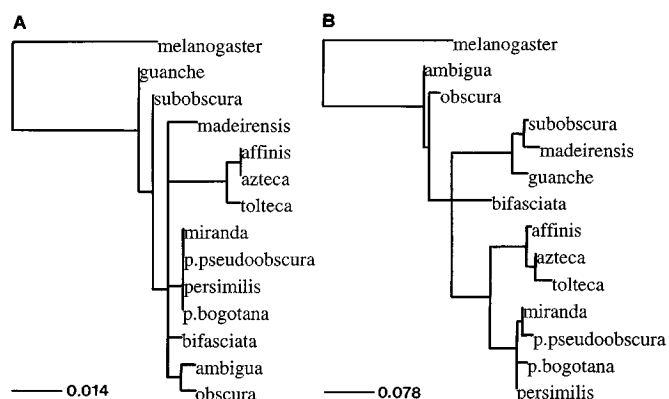 A
melanogaster
guanche
subobscura
madeirensis
affinis
azteca
tolteca
miranda
p.pseudoobscura
persimilis
p.bogotana
bifasciata
ambigua
obscura
0.014
B
melanogaster
ambigua
obscura
subobscura
madeirensis
guanche
bifasciata
affinis
azteca
tolteca
miranda
p.pseudoobscura
p.bogotana
persimilis
0.078